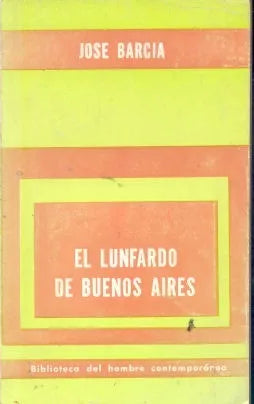 JOSE BARCIA
EL LUNFARDO
DE BUENOS AIRES
Biblioteca del hombre contemporáneo